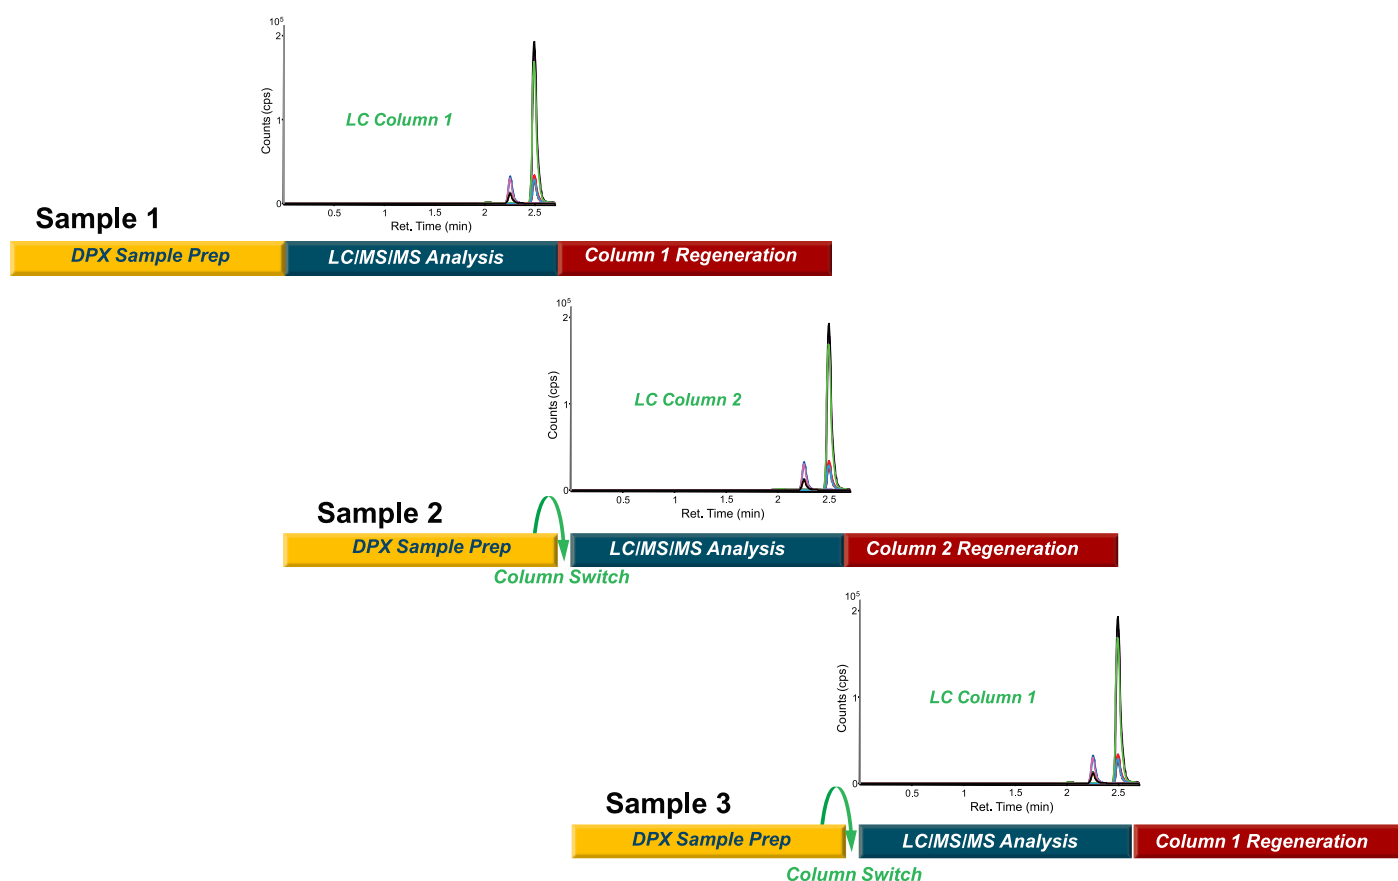 10⁵
2
Counts (cps)
LC Column 1
1
0
0.5 1 1.5 2 2.5
Ret. Time (min)
Sample 1
DPX Sample Prep LC/MS/MS Analysis Column 1 Regeneration
10⁵
2
Counts (cps)
LC Column 2
1
0
0.5 1 1.5 2 2.5
Ret. Time (min)
Sample 2
DPX Sample Prep LC/MS/MS Analysis Column 2 Regeneration
Column Switch
10⁵
2
Counts (cps)
LC Column 1
1
0
0.5 1 1.5 2 2.5
Ret. Time (min)
Sample 3
DPX Sample Prep LC/MS/MS Analysis Column 1 Regeneration
Column Switch